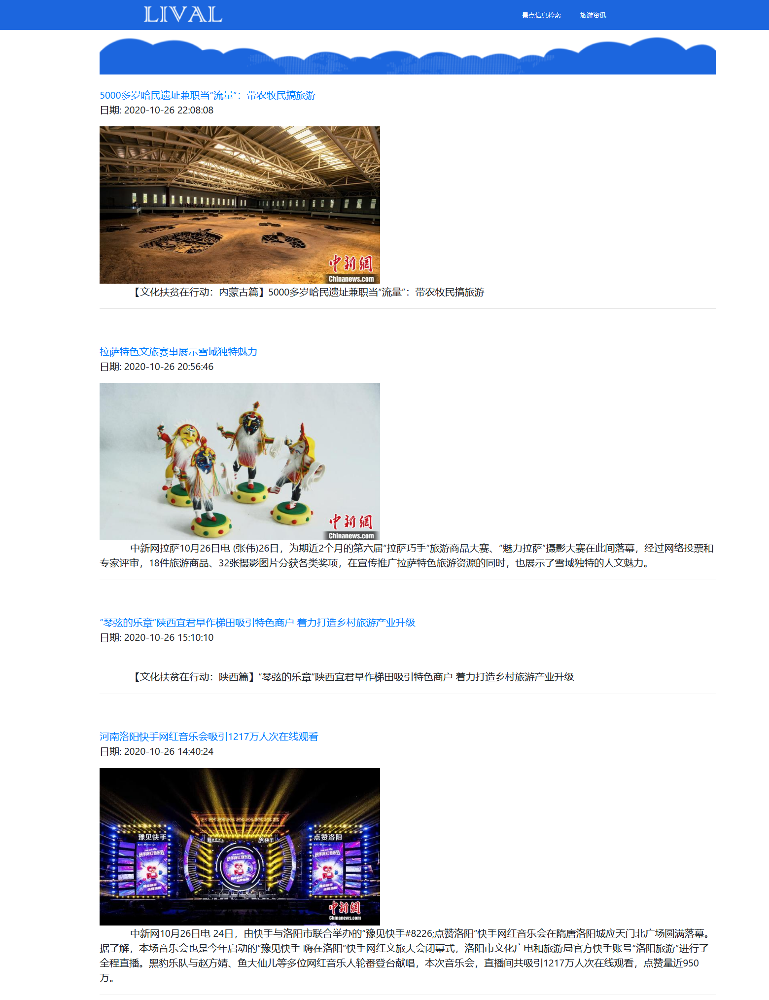 LIVAL
景点信息检索 旅游资讯
5000多岁哈民遗址兼职当“流量”：带农牧民搞旅游
日期: 2020-10-26 22:08:08
中新網
Chinanews.com
【文化扶贫在行动：内蒙古篇】5000多岁哈民遗址兼职当“流量”：带农牧民搞旅游
拉萨特色文旅赛事展示雪域独特魅力
日期: 2020-10-26 20:56:46
中新網
Chinanews.com
中新网拉萨10月26日电 (张伟)26日，为期近2个月的第六届“拉萨巧手”旅游商品大赛、“魅力拉萨”摄影大赛在此间落幕，经过网络投票和
专家评审，18件旅游商品、32张摄影图片分获各类奖项，在宣传推广拉萨特色旅游资源的同时，也展示了雪域独特的人文魅力。
“琴弦的乐章”陕西宜君旱作梯田吸引特色商户 着力打造乡村旅游产业升级
日期: 2020-10-26 15:10:10
【文化扶贫在行动：陕西篇】“琴弦的乐章”陕西宜君旱作梯田吸引特色商户 着力打造乡村旅游产业升级
河南洛阳快手网红音乐会吸引1217万人次在线观看
日期: 2020-10-26 14:40:24
豫见快手
快手
点赞洛阳
快手网红音乐会
快手网红音乐会
快手网红音乐会
中新網
Chinanews.com
中新网10月26日电 24日，由快手与洛阳市联合举办的“豫见快手#8226;点赞洛阳”快手网红音乐会在隋唐洛阳城应天门北广场圆满落幕。
据了解，本场音乐会也是今年启动的“豫见快手 嗨在洛阳”快手网红文旅大会闭幕式，洛阳市文化广电和旅游局官方快手账号“洛阳旅游”进行了
全程直播。黑豹乐队与赵方婧、鱼大仙儿等多位网红音乐人轮番登台献唱，本次音乐会，直播间共吸引1217万人次在线观看，点赞量近950
万。